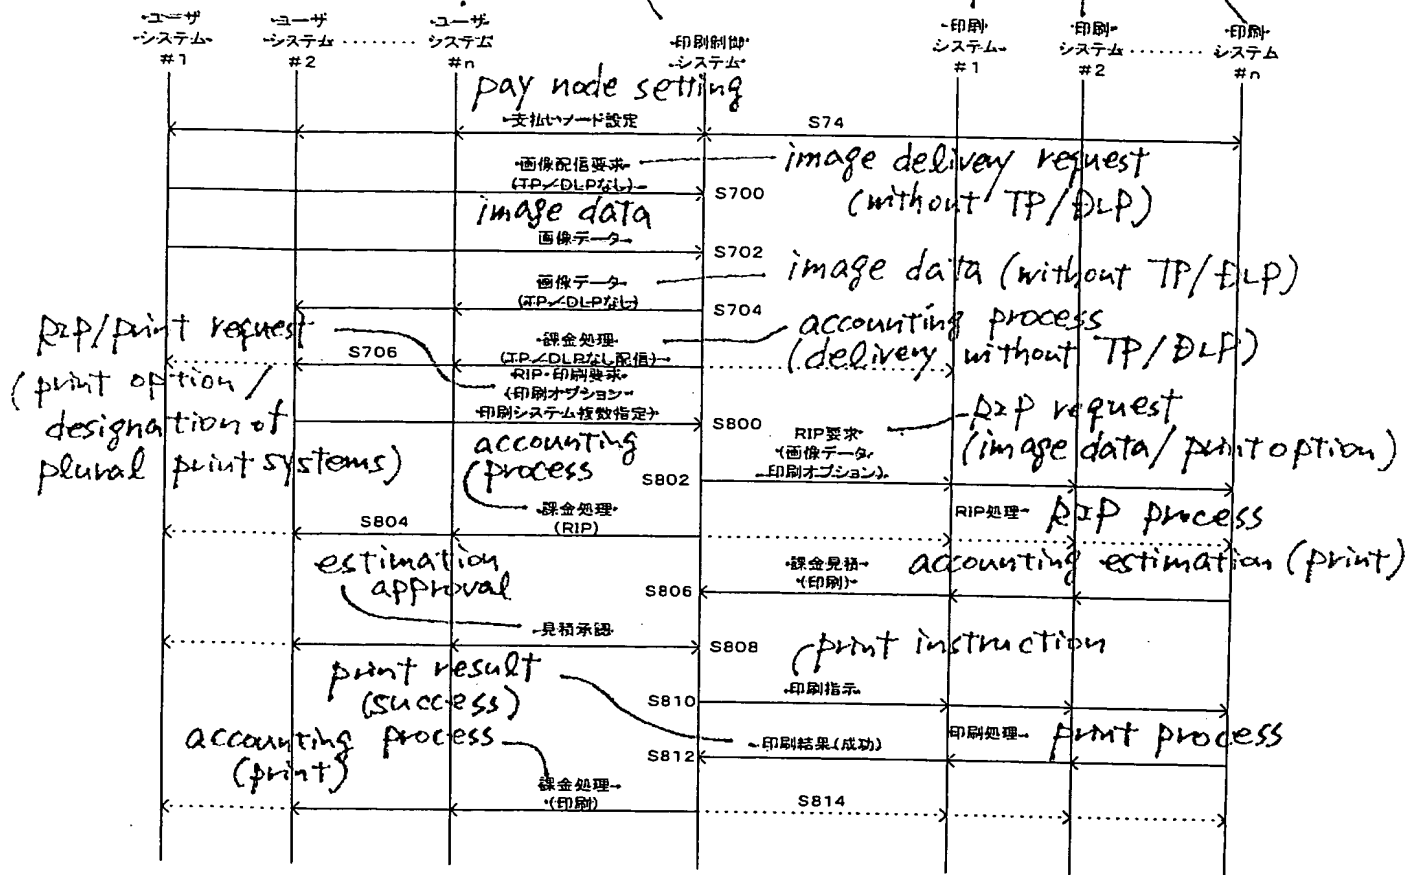 ユーザ
システム
#1
ユーザ
システム
#2
ユーザ
システム
#n
印刷制御
システム
印刷
システム
#1
印刷
システム
#2
印刷
システム
#n
pay node setting
支払いノード設定
S74
画像配信要求
(TP/DLPなし)
S700
image delivery request
(without TP/DLP)
image data
画像データ
S702
画像データ
(TP/DLPなし)
S704
image data (without TP/DLP)
RIP/print request
(print option/
designation of
plural print systems)
S706
課金処理
(TP/DLPなし配信)
accounting process
(delivery without TP/DLP)
RIP・印刷要求
(印刷オプション
印刷システム複数指定)
S800
RIP要求
(画像データ
印刷オプション)
S802
RIP request
(image data/print option)
accounting
process
S804
課金処理
(RIP)
RIP処理
RIP process
課金見積
(印刷)
S806
accounting estimation (print)
estimation
approval
見積承認
S808
print instruction
印刷指示
S810
print result
(success)
印刷結果(成功)
S812
印刷処理
print process
accounting process
(print)
課金処理
(印刷)
S814